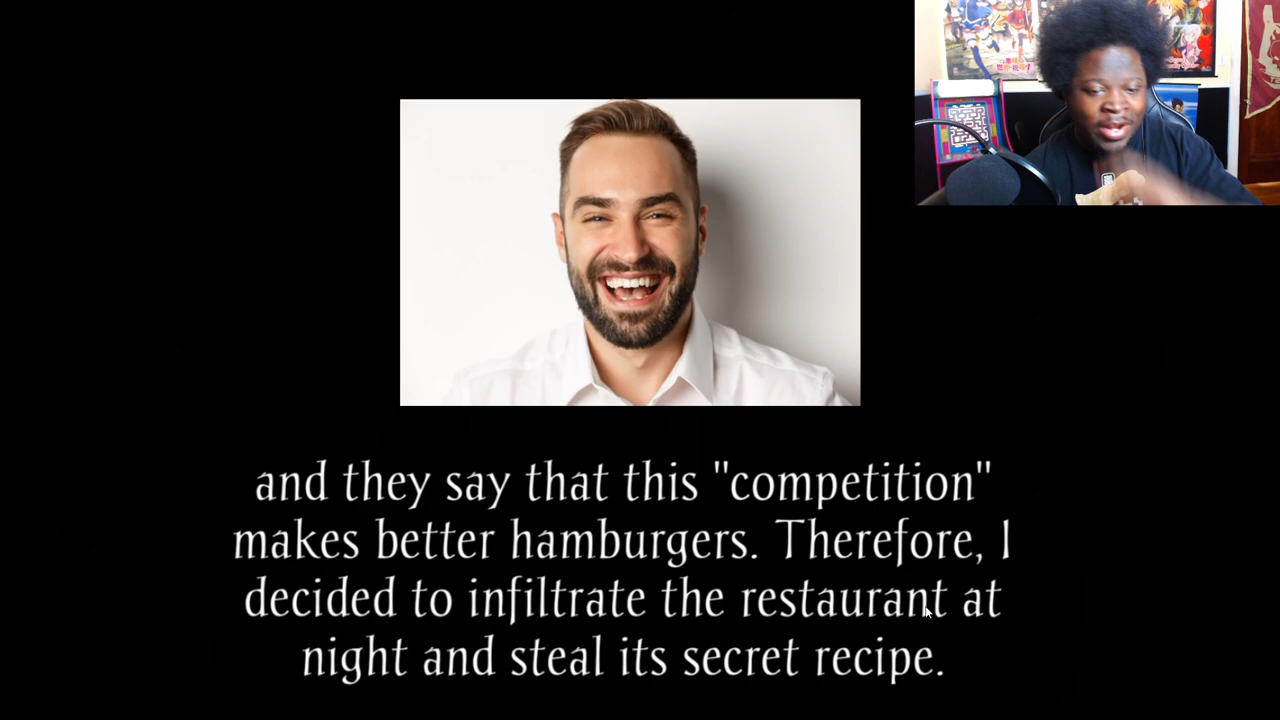 and they say that this "competition"
makes better hamburgers. Therefore, I
decided to infiltrate the restaurant at
night and steal its secret recipe.